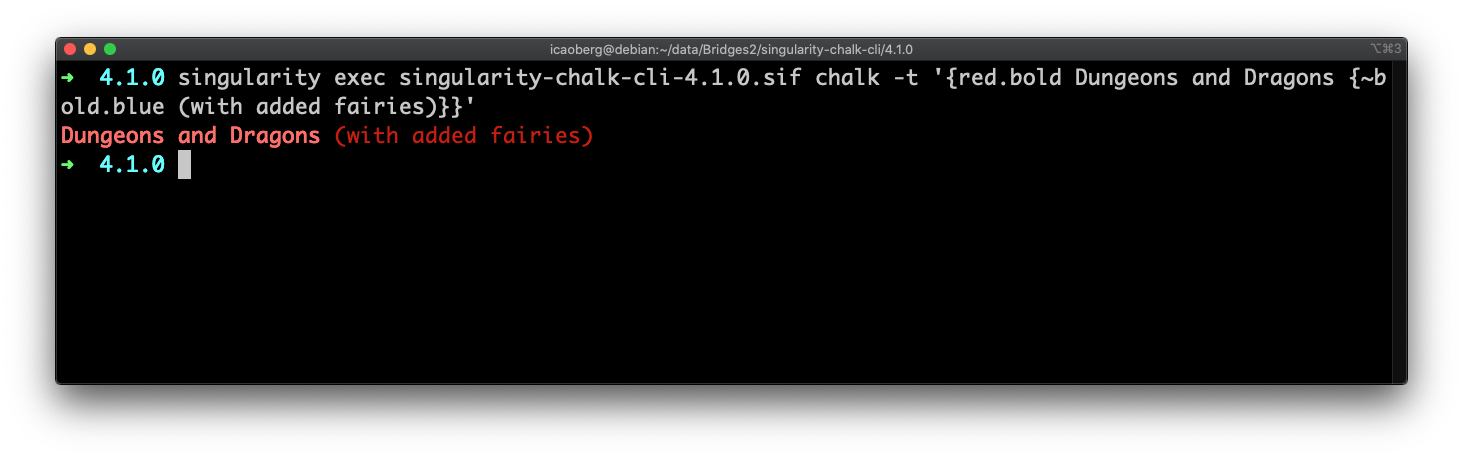 icaoberg@debian:~/data/Bridges2/singularity-chalk-cli/4.1.0 ⌥⌘3
➜ 4.1.0 singularity exec singularity-chalk-cli-4.1.0.sif chalk -t '{red.bold Dungeons and Dragons {~b
old.blue (with added fairies)}}'
Dungeons and Dragons (with added fairies)
➜ 4.1.0